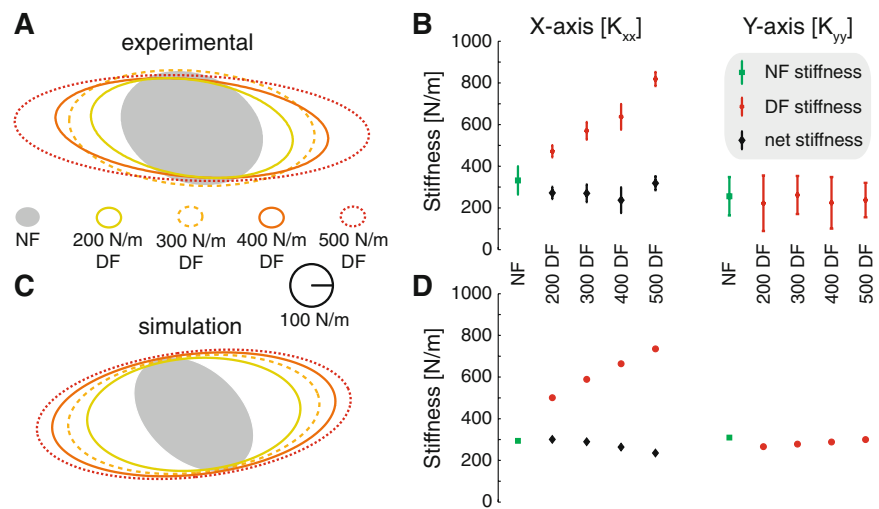 A
experimental
NF
200 N/m
DF
300 N/m
DF
400 N/m
DF
500 N/m
DF
B
X-axis [Kxx]
Y-axis [Kyy]
Stiffness [N/m]
1000
800
600
400
200
0
NF stiffness
DF stiffness
net stiffness
NF
200 DF
300 DF
400 DF
500 DF
NF
200 DF
300 DF
400 DF
500 DF
C
simulation
100 N/m
D
Stiffness [N/m]
1000
800
600
400
200
0